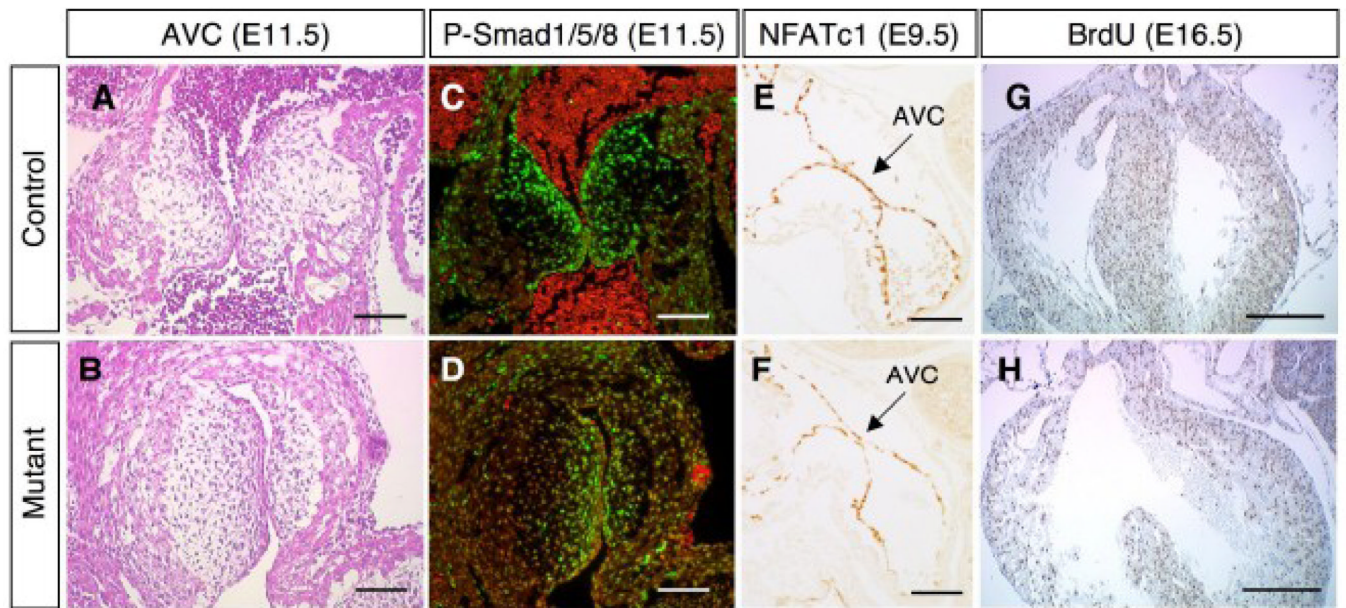 AVC (E11.5)
P-Smad1/5/8 (E11.5)
NFATc1 (E9.5)
BrdU (E16.5)
Control
A
C
E
AVC
G
Mutant
B
D
F
AVC
H